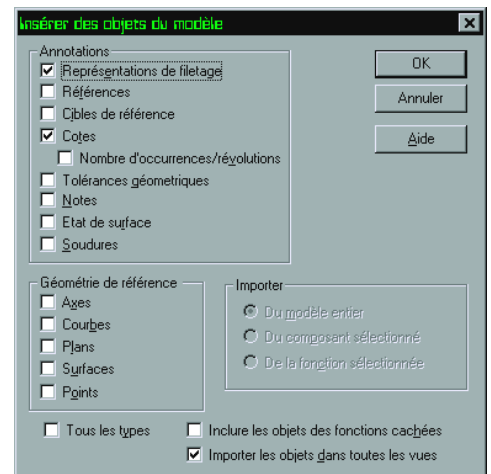 Insérer des objets du modèle
Annotations
Représentations de filetage
Références
Cibles de référence
Cotes
Nombre d'occurrences/révolutions
Tolérances géometriques
Notes
Etat de surface
Soudures
OK
Annuler
Aide
Géométrie de référence
Axes
Courbes
Plans
Surfaces
Points
Importer
Du modèle entier
Du composant sélectionné
De la fonction sélectionnée
Tous les types
Inclure les objets des fonctions cachées
Importer les objets dans toutes les vues